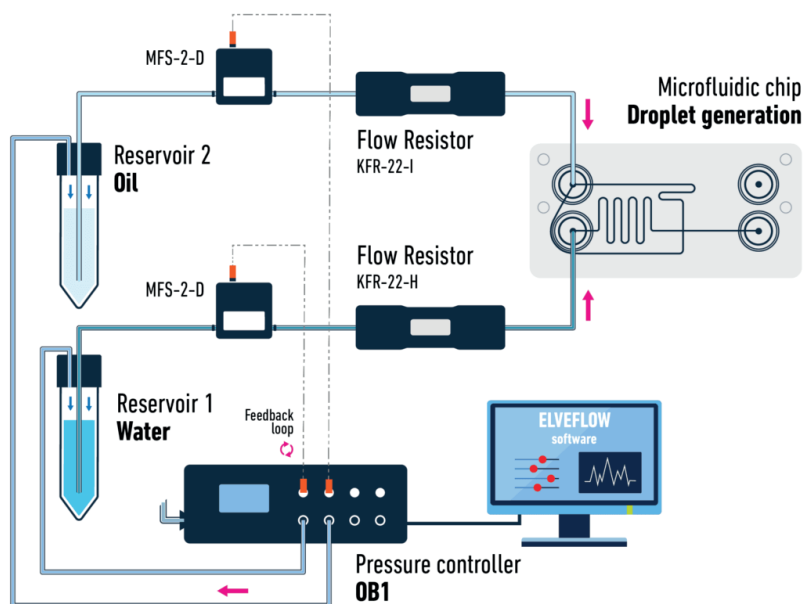 MFS-2-D
Microfluidic chip
Droplet generation
Flow Resistor
KFR-22-I
Reservoir 2
Oil
Flow Resistor
KFR-22-H
MFS-2-D
Reservoir 1
Water
Feedback
loop
ELVEFLOW
software
Pressure controller
OB1